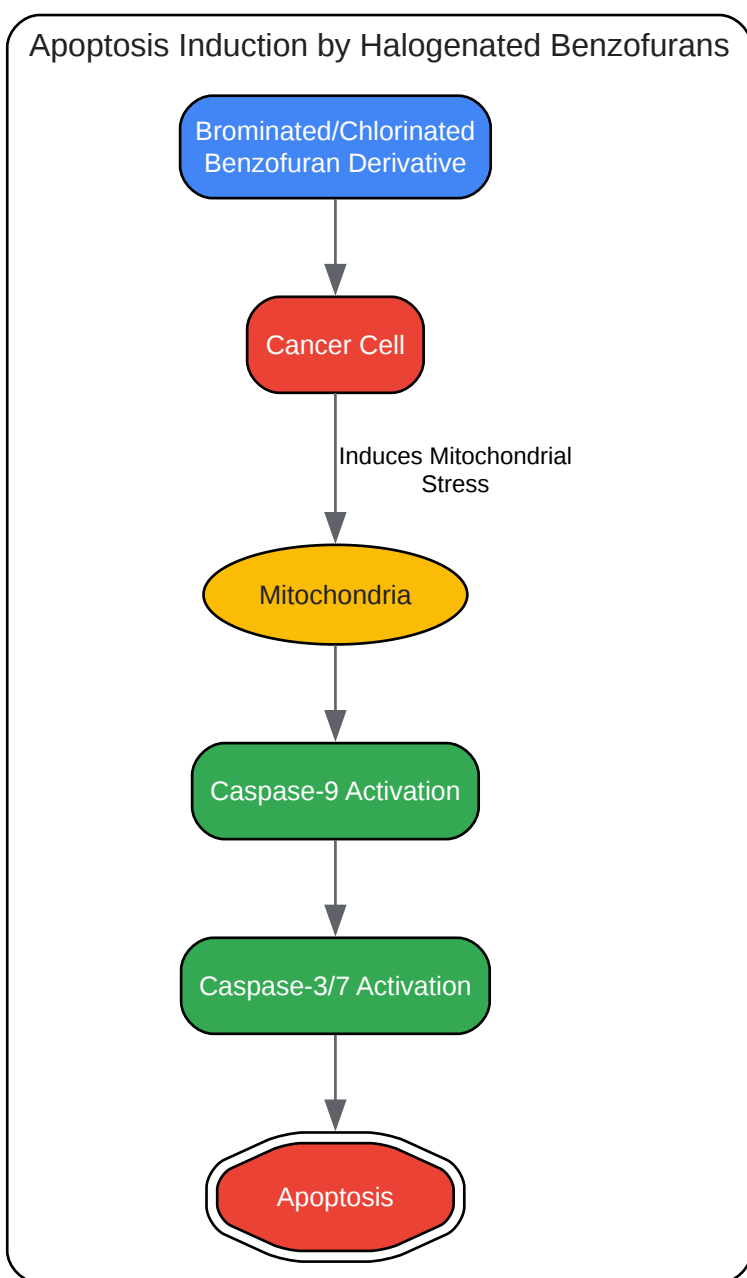 Apoptosis Induction by Halogenated Benzofurans
Brominated/Chlorinated
Benzofuran Derivative
Cancer Cell
Induces Mitochondrial
Stress
Mitochondria
Caspase-9 Activation
Caspase-3/7 Activation
Apoptosis